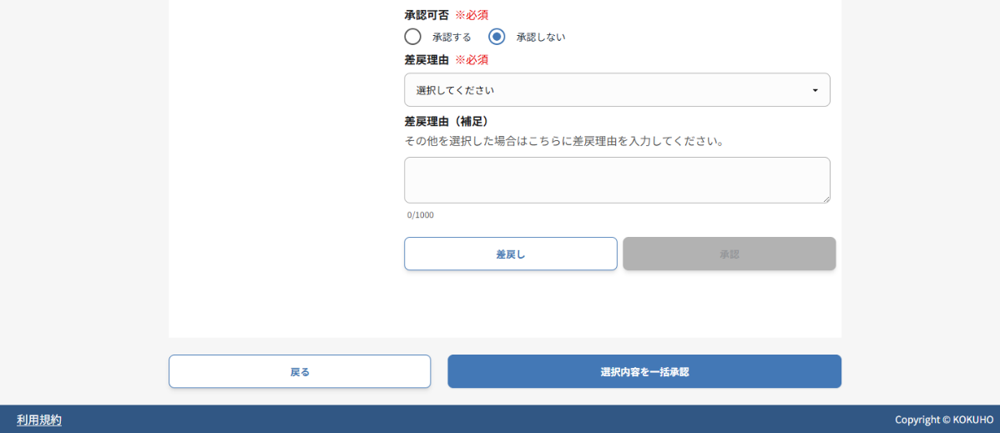 承認可否 ※必須
承認する 承認しない
差戻理由 ※必須
選択してください
差戻理由（補足）
その他を選択した場合はこちらに差戻理由を入力してください。
0/1000
差戻し 承認
戻る 選択内容を一括承認
利用規約 Copyright © KOKUHO